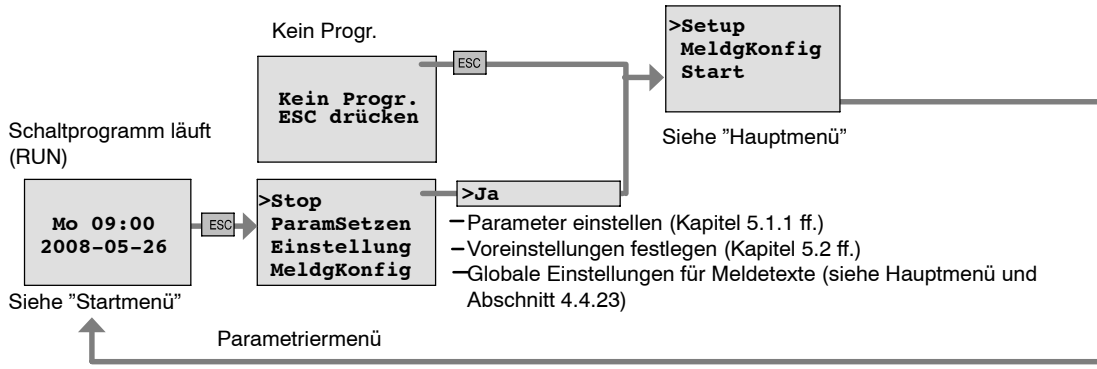 Kein Progr.
Kein Progr.
ESC drücken
ESC
>Setup
MeldgKonfig
Start
Siehe ”Hauptmenü”
Schaltprogramm läuft
(RUN)
Mo 09:00
2008-05-26
ESC
Siehe ”Startmenü”
>Stop
ParamSetzen
Einstellung
MeldgKonfig
>Ja
–Parameter einstellen (Kapitel 5.1.1 ff.)
–Voreinstellungen festlegen (Kapitel 5.2 ff.)
–Globale Einstellungen für Meldetexte (siehe Hauptmenü und
Abschnitt 4.4.23)
Parametriermenü